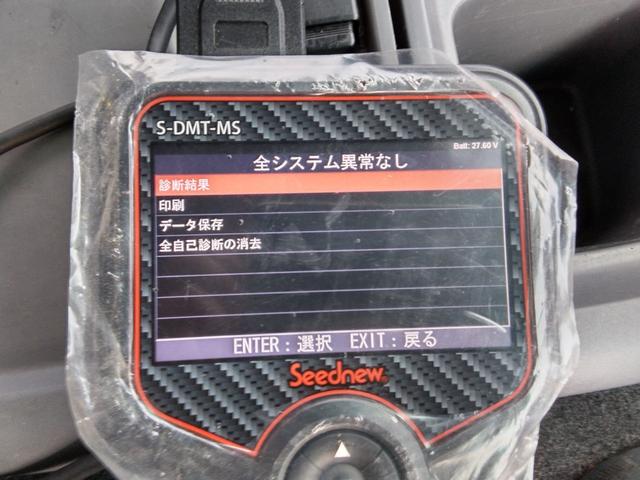 S-DMT-MS
Batt: 27.60 V
全システム異常なし
診断結果
印刷
データ保存
全自己診断の消去
ENTER：選択 EXIT：戻る
Seednew®